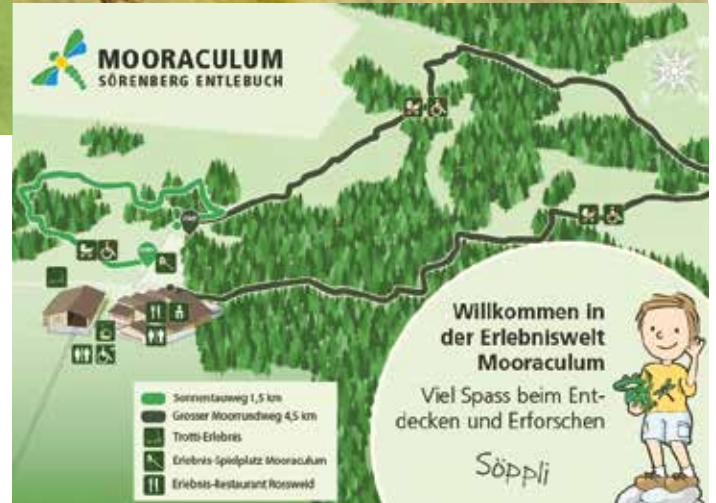 MOORACULUM
SÖRENBERG ENTLEBUCH
Willkommen in
der Erlebniswelt
Mooraculum
Viel Spass beim Ent-
decken und Erforschen
Söppli
Sonnentauweg 1,5 km
Grosser Moorrundweg 4,5 km
Trotti-Erlebnis
Erlebnis-Spielplatz Mooraculum
Erlebnis-Restaurant Rossweid